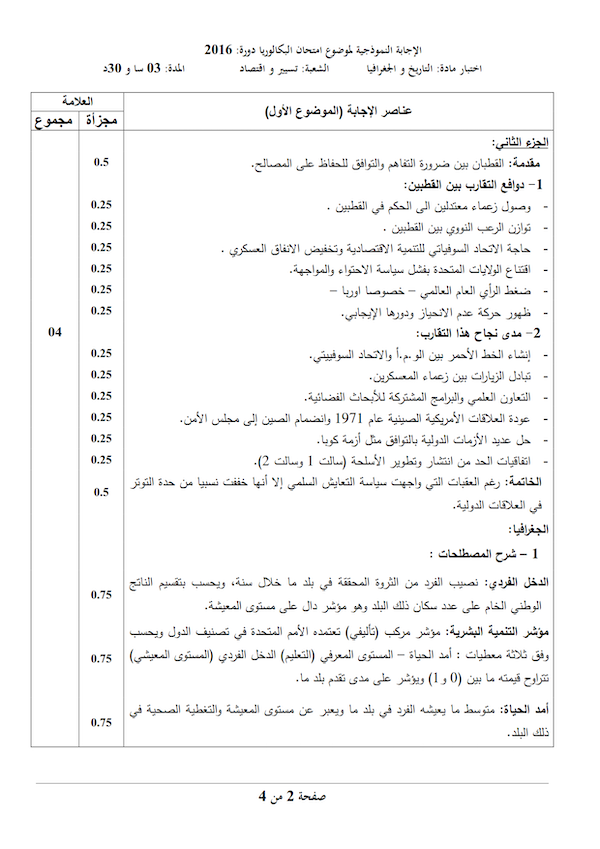 الإجابة النموذجية لموضوع امتحان البكالوريا دورة: 2016
اختبار مادة: التاريخ و الجغرافيا الشعبة: تسيير و اقتصاد المدة: 03 سا و 30د
العلامة
عناصر الإجابة (الموضوع الأول)
مجزأة مجموع
الجزء الثاني:
مقدمة: القطبان بين ضرورة التفاهم والتوافق للحفاظ على المصالح. 0.5
1- دوافع التقارب بين القطبين:
- وصول زعماء معتدلين الى الحكم في القطبين . 0.25
- توازن الرعب النووي بين القطبين . 0.25
- حاجة الاتحاد السوفياتي للتنمية الاقتصادية وتخفيض الانفاق العسكري . 0.25
- اقتناع الولايات المتحدة بفشل سياسة الاحتواء والمواجهة. 0.25
- ضغط الرأي العام العالمي – خصوصا اوربا – 0.25
- ظهور حركة عدم الانحياز ودورها الإيجابي. 0.25
2- مدى نجاح هذا التقارب: 04
- إنشاء الخط الأحمر بين الو.م.أ والاتحاد السوفييتي. 0.25
- تبادل الزيارات بين زعماء المعسكرين. 0.25
- التعاون العلمي والبرامج المشتركة للأبحاث الفضائية. 0.25
- عودة العلاقات الأمريكية الصينية عام 1971 وانضمام الصين إلى مجلس الأمن. 0.25
- حل عديد الأزمات الدولية بالتوافق مثل أزمة كوبا. 0.25
- اتفاقيات الحد من انتشار وتطوير الأسلحة (سالت 1 وسالت 2). 0.25
الخاتمة: رغم العقبات التي واجهت سياسة التعايش السلمي إلا أنها خففت نسبيا من حدة التوتر 0.5
في العلاقات الدولية.
الجغرافيا:
1 – شرح المصطلحات :
الدخل الفردي: نصيب الفرد من الثروة المحققة في بلد ما خلال سنة، ويحسب بتقسيم الناتج 0.75
الوطني الخام على عدد سكان ذلك البلد وهو مؤشر دال على مستوى المعيشة.
مؤشر التنمية البشرية: مؤشر مركب (تأليفي) تعتمده الأمم المتحدة في تصنيف الدول ويحسب
وفق ثلاثة معطيات : أمد الحياة – المستوى المعرفي (التعليم) الدخل الفردي (المستوى المعيشي) 0.75
تتراوح قيمته ما بين (0 و 1) ويؤشر على مدى تقدم بلد ما.
أمد الحياة: متوسط ما يعيشه الفرد في بلد ما ويعبر عن مستوى المعيشة والتغطية الصحية في 0.75
ذلك البلد.
صفحة 2 من 4